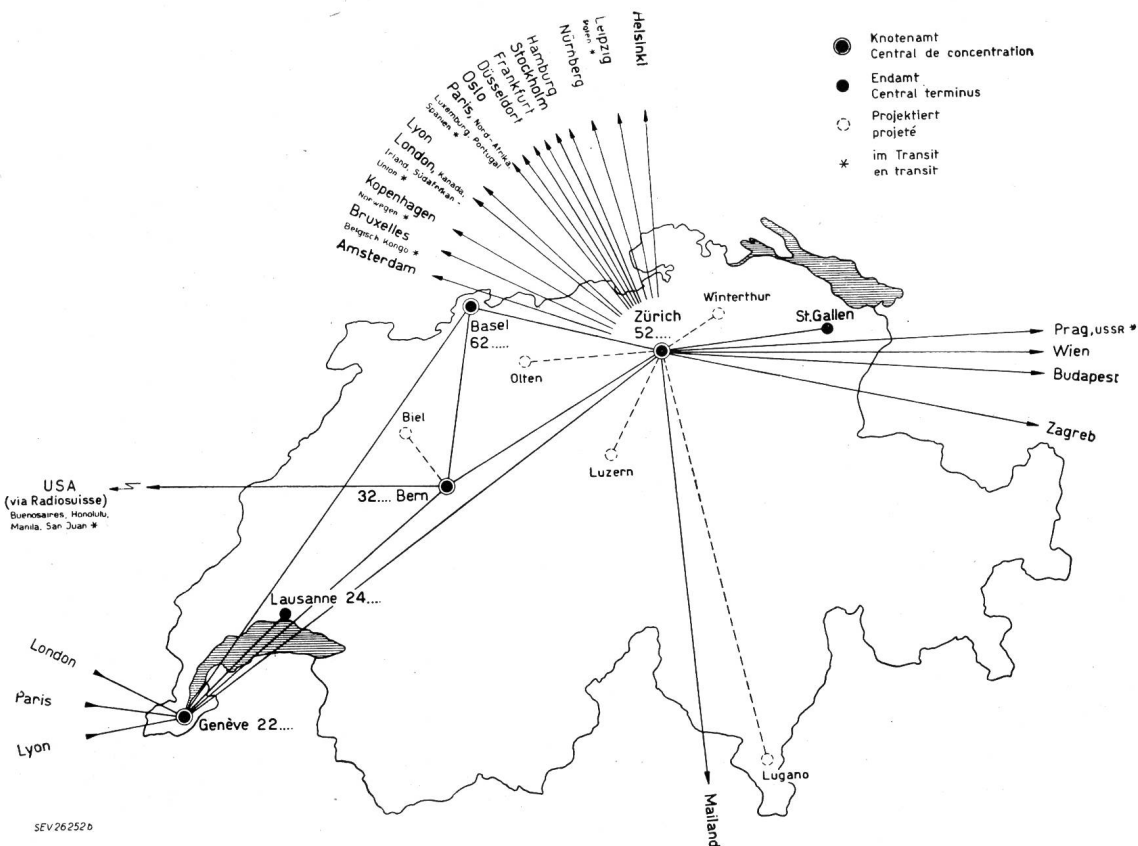 Helsinki
Leipzig
Polen *
Nürnberg
Hamburg
Stockholm
Frankfurt
Düsseldorf
Oslo
Paris, Nord-Afrika,
Luxemburg, Portugal
Spanien *
Lyon
London, Kanada,
Irland, Südafrikan.-
Union *
Kopenhagen
Norwegen *
Bruxelles
Belgisch Kongo *
Amsterdam
Knotenamt
Central de concentration
Endamt
Central terminus
Projektiert
projeté
* im Transit
en transit
Basel
62.....
Zürich
52....
Winterthur
St.Gallen
Olten
Biel
Luzern
Prag, USSR *
Wien
Budapest
Zagreb
USA
(via Radiosuisse)
Buenosaires, Honolulu,
Manila, San Juan *
32.... Bern
Lausanne 24....
London
Paris
Lyon
Genève 22....
Lugano
Mailand
SEV26252b